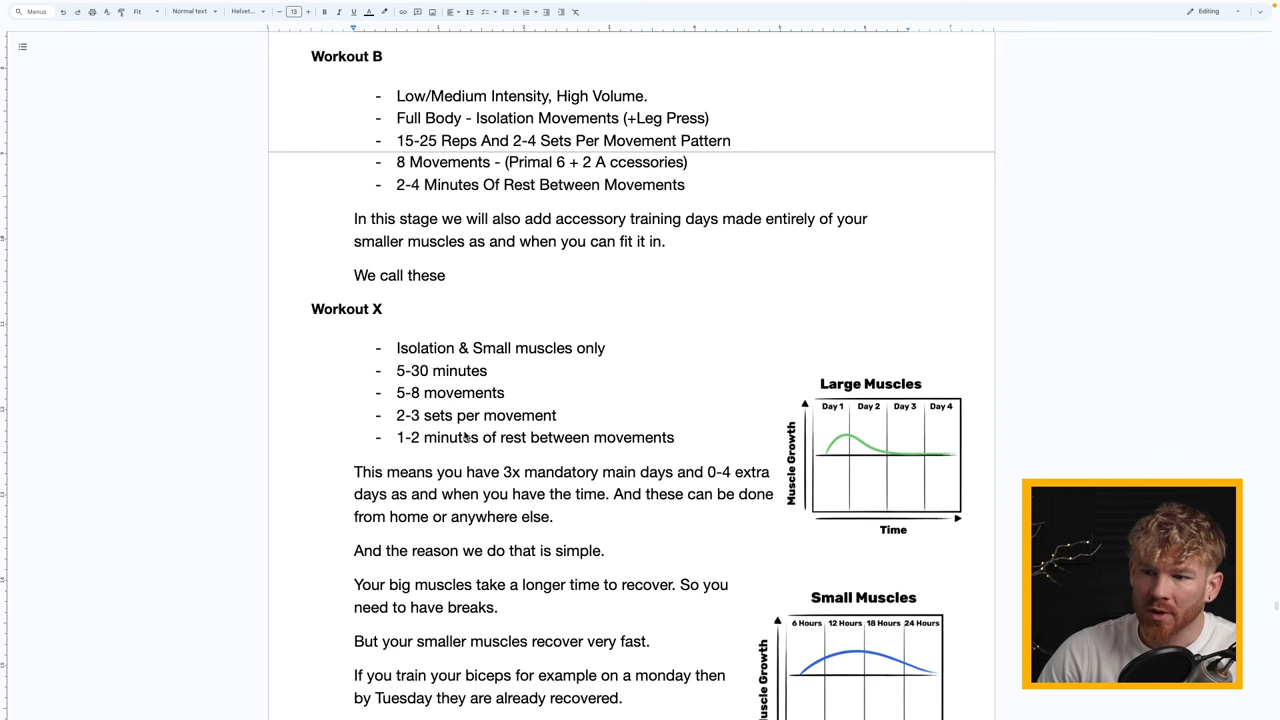 Menus
Fit
Normal text
Helvet...
13
B
I
U
A
Editing
Workout B
- Low/Medium Intensity, High Volume.
- Full Body - Isolation Movements (+Leg Press)
- 15-25 Reps And 2-4 Sets Per Movement Pattern
- 8 Movements - (Primal 6 + 2 A ccessories)
- 2-4 Minutes Of Rest Between Movements
In this stage we will also add accessory training days made entirely of your
smaller muscles as and when you can fit it in.
We call these
Workout X
- Isolation & Small muscles only
- 5-30 minutes
- 5-8 movements
- 2-3 sets per movement
- 1-2 minutes of rest between movements
Large Muscles
Day 1 Day 2 Day 3 Day 4
Muscle Growth
Time
This means you have 3x mandatory main days and 0-4 extra
days as and when you have the time. And these can be done
from home or anywhere else.
And the reason we do that is simple.
Your big muscles take a longer time to recover. So you
need to have breaks.
But your smaller muscles recover very fast.
If you train your biceps for example on a monday then
by Tuesday they are already recovered.
Small Muscles
6 Hours 12 Hours 18 Hours 24 Hours
Muscle Growth